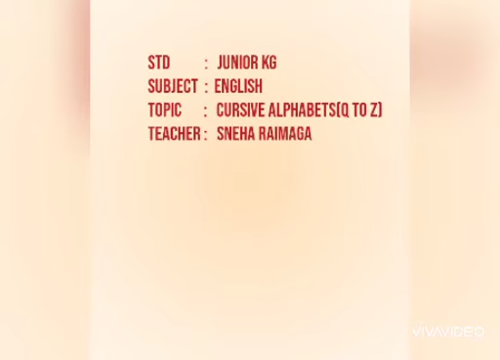 STD : JUNIOR KG
SUBJECT : ENGLISH
TOPIC : CURSIVE ALPHABETS(Q TO Z)
TEACHER : SNEHA RAIMAGA
VIVAVIDEO